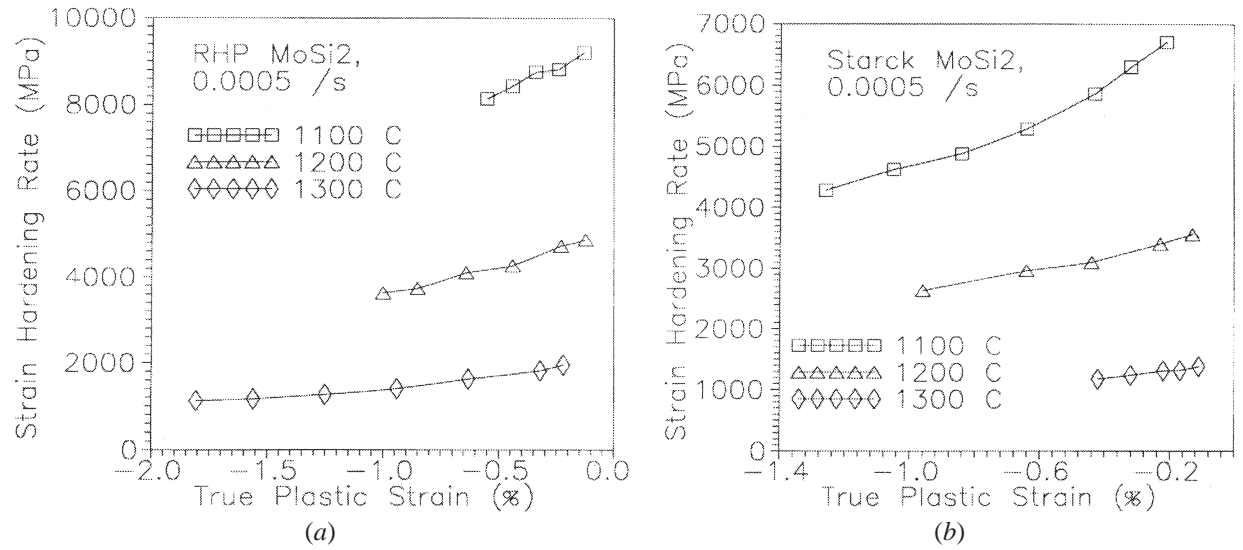 Strain Hardening Rate (MPa)
10000
8000
6000
4000
2000
0
RHP MoSi2,
0.0005 /s
1100 C
1200 C
1300 C
−2.0 −1.5 −1.0 −0.5 0.0
True Plastic Strain (%)
(a)
Strain Hardening Rate (MPa)
7000
6000
5000
4000
3000
2000
1000
0
Starck MoSi2,
0.0005 /s
1100 C
1200 C
1300 C
−1.4 −1.0 −0.6 −0.2
True Plastic Strain (%)
(b)